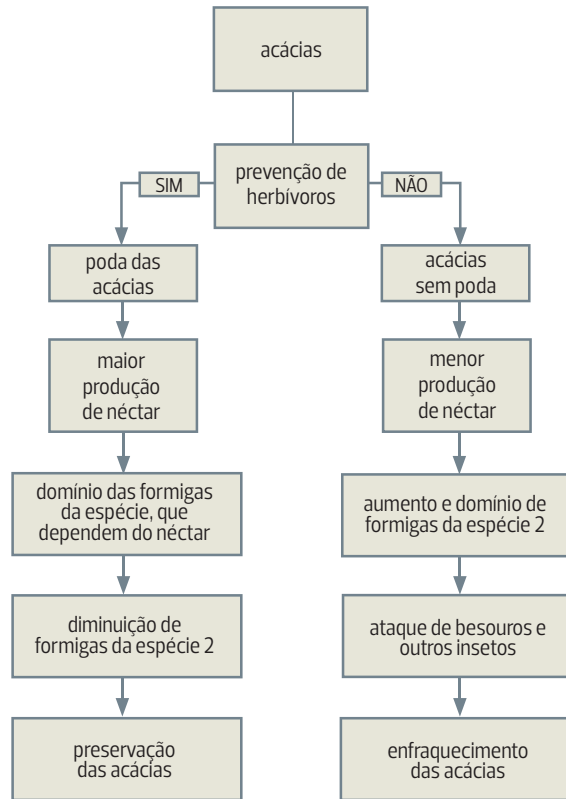 acácias
prevenção de
herbívoros
SIM
NÃO
poda das
acácias
maior
produção
de néctar
domínio das formigas
da espécie, que
dependem do néctar
diminuição de
formigas da espécie 2
preservação
das acácias
acácias
sem poda
menor
produção
de néctar
aumento e domínio de
formigas da espécie 2
ataque de besouros e
outros insetos
enfraquecimento
das acácias